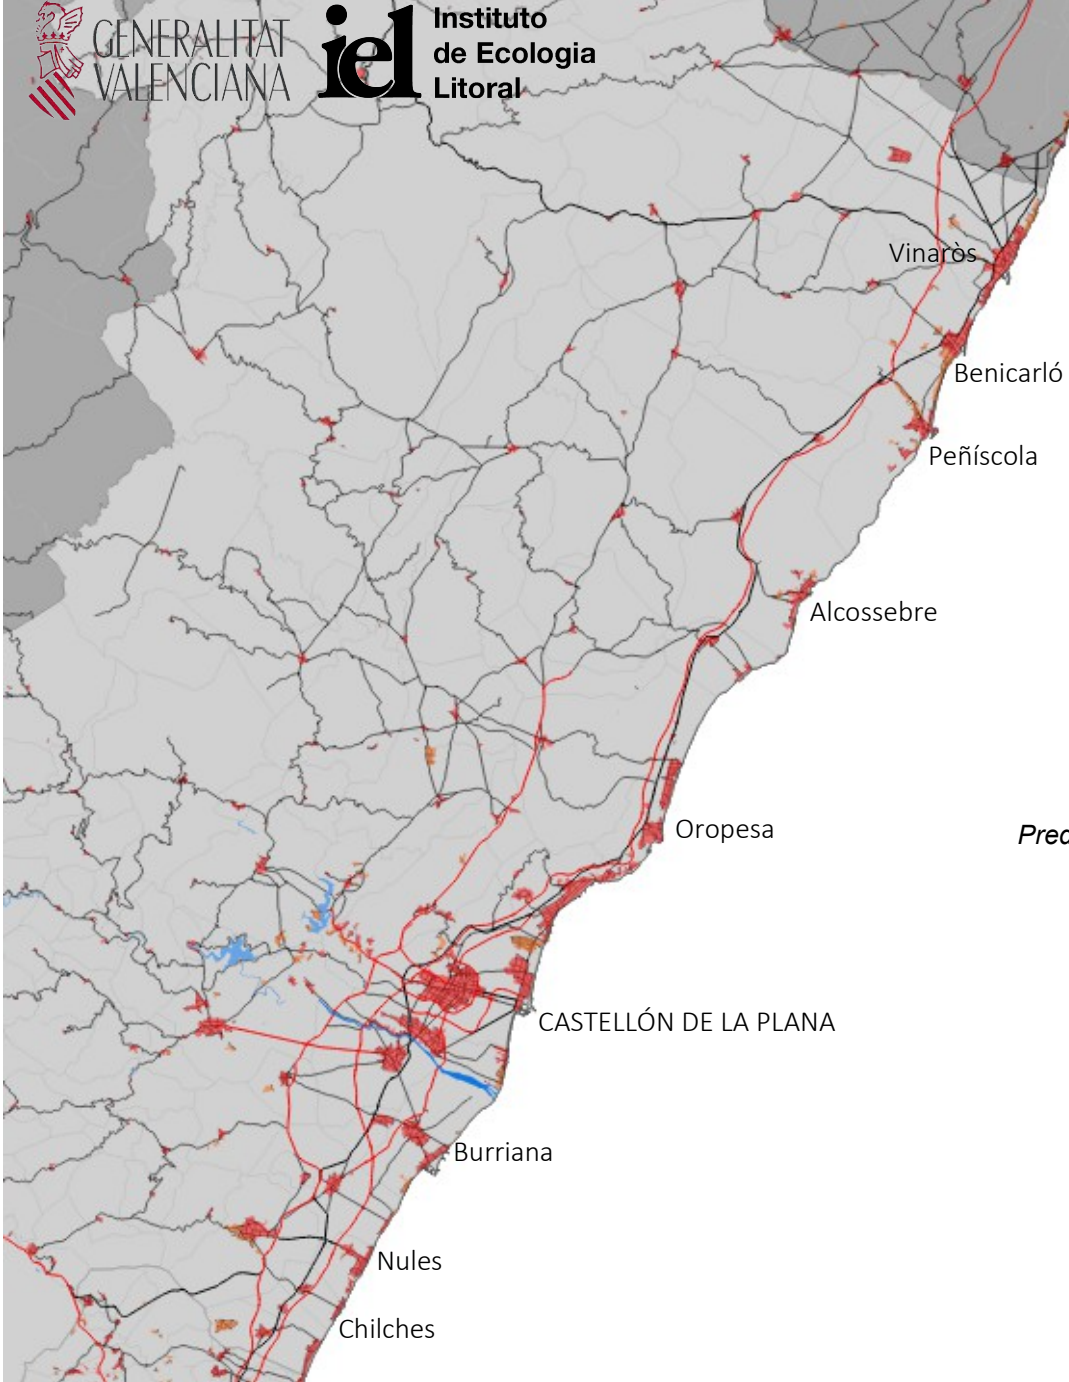 GENERALITAT
VALENCIANA
iel
Instituto
de Ecologia
Litoral
Vinaròs
Benicarló
Peñíscola
Alcossebre
Oropesa
Pred
CASTELLÓN DE LA PLANA
Burriana
Nules
Chilches